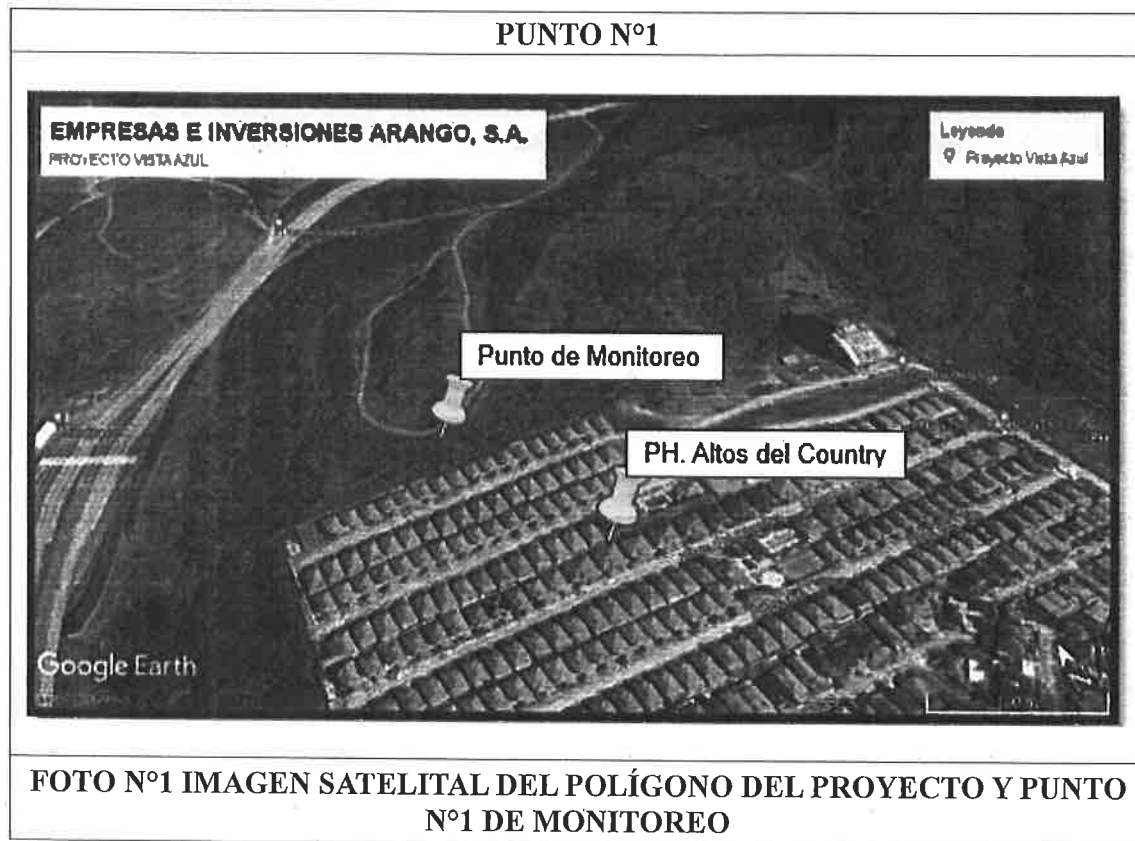 PUNTO N°1
EMPRESAS E INVERSIONES ARANGO, S.A.
PROYECTO VISTA AZUL
Leyenda
Proyecto Vista Azul
Punto de Monitoreo
PH. Altos del Country
Google Earth
FOTO N°1 IMAGEN SATELITAL DEL POLÍGONO DEL PROYECTO Y PUNTO
N°1 DE MONITOREO